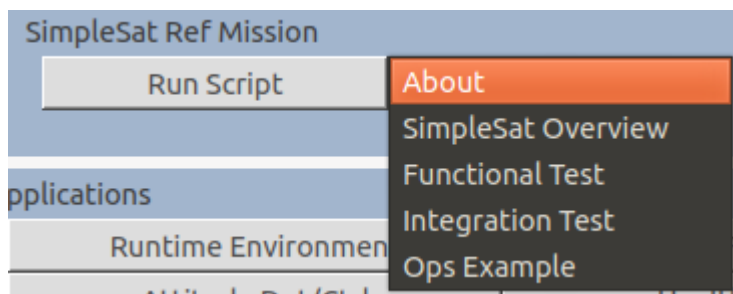 SimpleSat Ref Mission
Run Script
About
SimpleSat Overview
Functional Test
Integration Test
Ops Example
pplications
Runtime Environmen